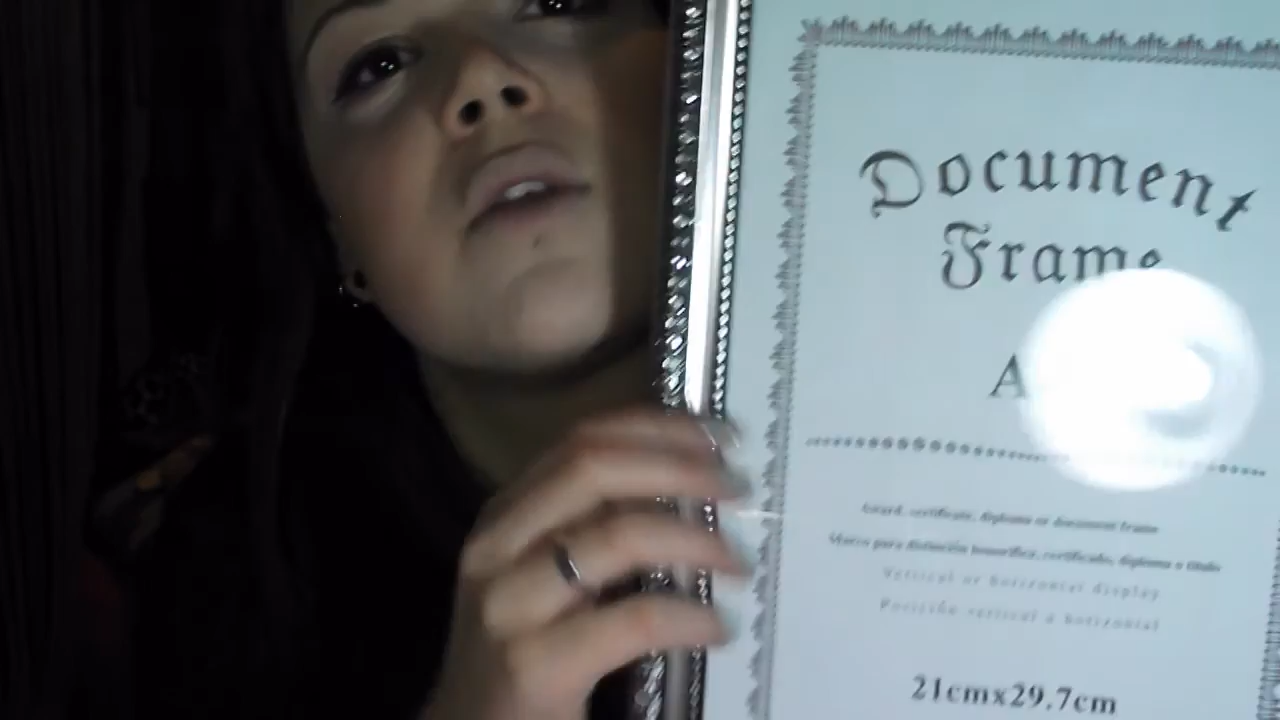 Document
Frame
A
Award, certificate, diploma or document frame
Marco para distinción honorífica, certificado, diploma o título
Vertical or horizontal display
Posición vertical u horizontal
21cmx29.7cm